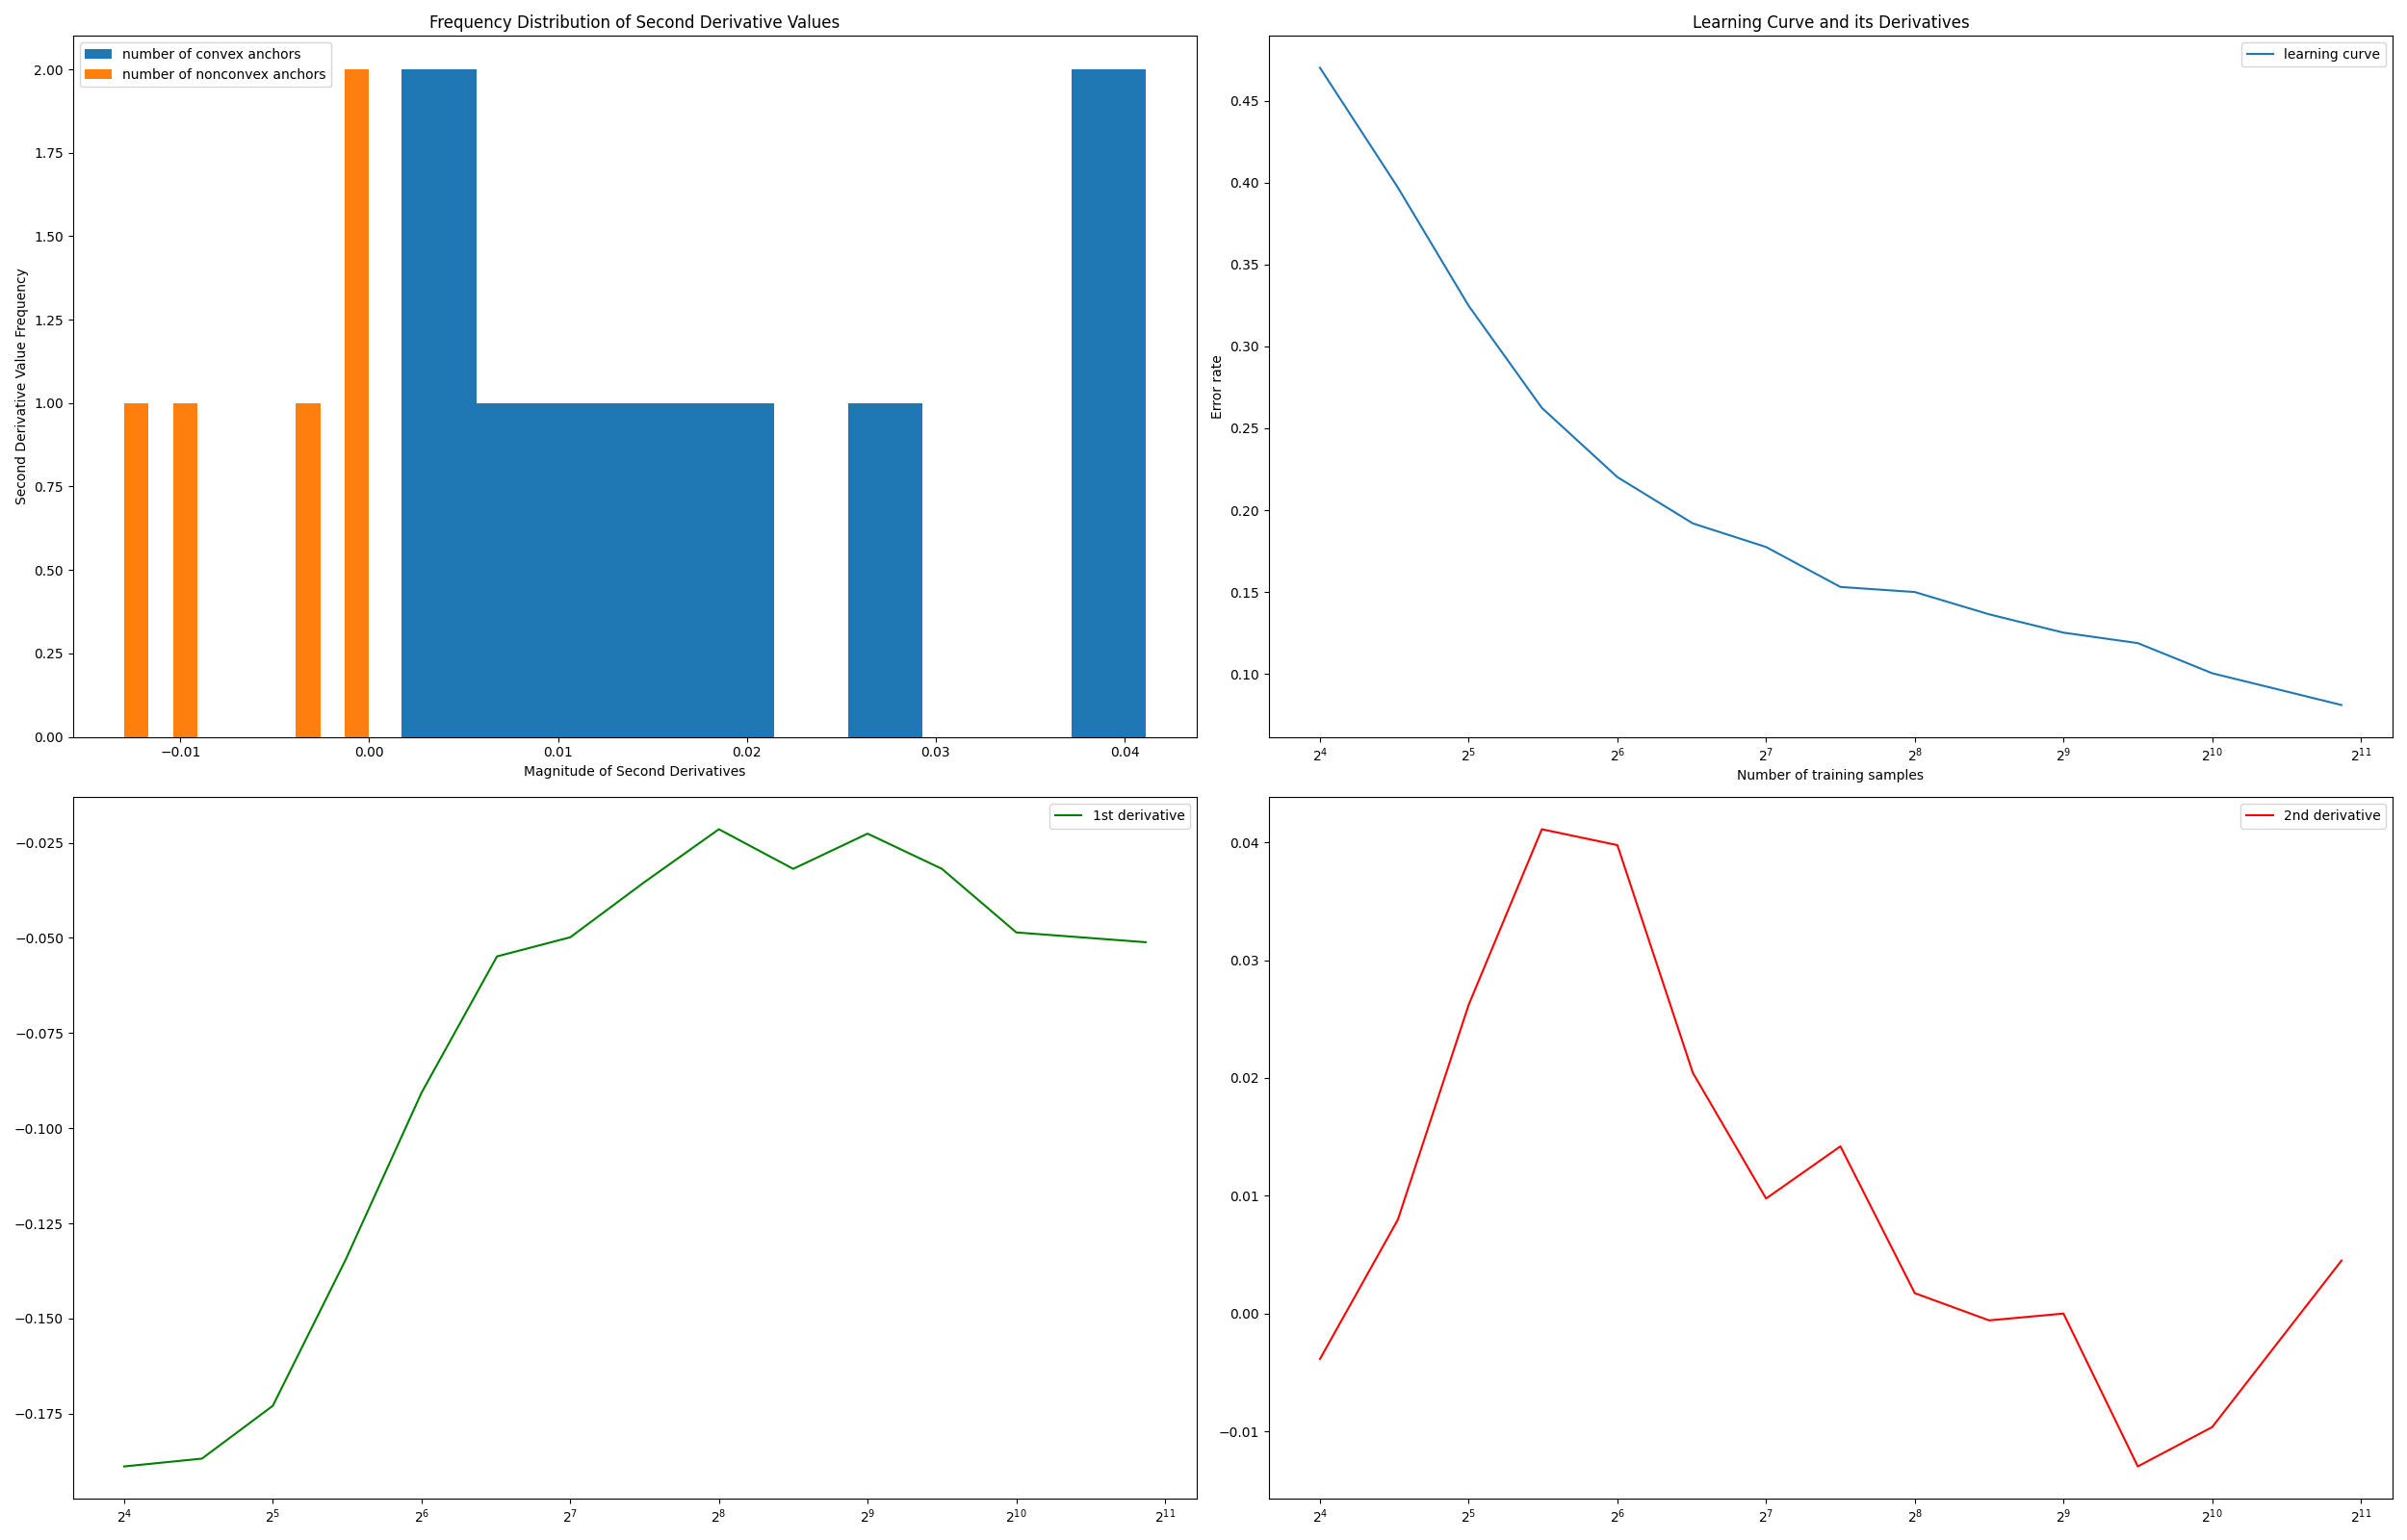 Frequency Distribution of Second Derivative Values
number of convex anchors
number of nonconvex anchors
Second Derivative Value Frequency
2.00
1.75
1.50
1.25
1.00
0.75
0.50
0.25
0.00
−0.01 0.00 0.01 0.02 0.03 0.04
Magnitude of Second Derivatives
Learning Curve and its Derivatives
learning curve
Error rate
0.45
0.40
0.35
0.30
0.25
0.20
0.15
0.10
2⁴ 2⁵ 2⁶ 2⁷ 2⁸ 2⁹ 2¹⁰ 2¹¹
Number of training samples
1st derivative
−0.025
−0.050
−0.075
−0.100
−0.125
−0.150
−0.175
2⁴ 2⁵ 2⁶ 2⁷ 2⁸ 2⁹ 2¹⁰ 2¹¹
2nd derivative
0.04
0.03
0.02
0.01
0.00
−0.01
2⁴ 2⁵ 2⁶ 2⁷ 2⁸ 2⁹ 2¹⁰ 2¹¹